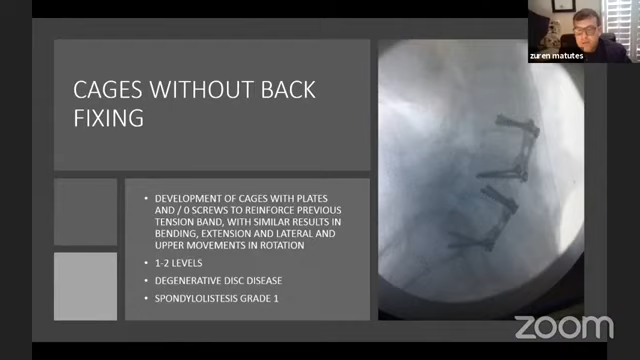 zuren matutes
CAGES WITHOUT BACK
FIXING
• DEVELOPMENT OF CAGES WITH PLATES
AND / 0 SCREWS TO REINFORCE PREVIOUS
TENSION BAND, WITH SIMILAR RESULTS IN
BENDING, EXTENSION AND LATERAL AND
UPPER MOVEMENTS IN ROTATION
• 1-2 LEVELS
• DEGENERATIVE DISC DISEASE
• SPONDYLOLISTESIS GRADE 1
zoom